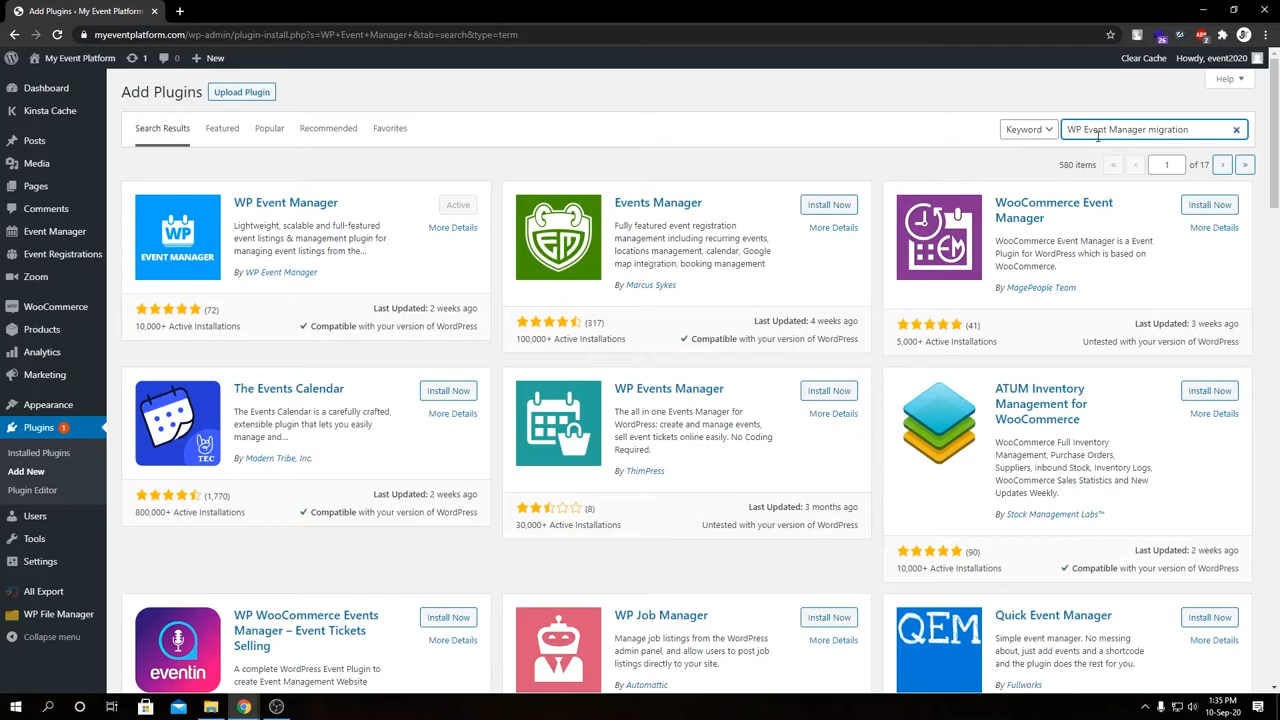 Add Plugins ‹ My Event Platform
myeventplatform.com/wp-admin/plugin-install.php?s=WP+Event+Manager+&tab=search&type=term
My Event Platform 1 0 New Clear Cache Howdy, event2020
Dashboard
Kinsta Cache
Posts
Media
Pages
Comments
Event Manager
Event Registrations
Zoom
WooCommerce
Products
Analytics
Marketing
Appearance
Plugins 1
Installed Plugins
Add New
Plugin Editor
Users
Tools
Settings
All Export
WP File Manager
Collapse menu
Add Plugins Upload Plugin Help
Search Results Featured Popular Recommended Favorites Keyword WP Event Manager migration
580 items « ‹ 1 of 17 › »
WP Event Manager
Active
More Details
Lightweight, scalable and full-featured
event listings & management plugin for
managing event listings from the...
By WP Event Manager
WP
EVENT MANAGER
(72) Last Updated: 2 weeks ago
10,000+ Active Installations Compatible with your version of WordPress
Events Manager
Install Now
More Details
Fully featured event registration
management including recurring events,
locations management, calendar, Google
map integration, booking management
By Marcus Sykes
EM
(317) Last Updated: 4 weeks ago
100,000+ Active Installations Compatible with your version of WordPress
WooCommerce Event
Manager
Install Now
More Details
WooCommerce Event Manager is a Event
Plugin for WordPress which is based on
WooCommerce.
By MagePeople Team
EM
(41) Last Updated: 3 weeks ago
5,000+ Active Installations Untested with your version of WordPress
The Events Calendar
Install Now
More Details
The Events Calendar is a carefully crafted,
extensible plugin that lets you easily
manage and...
By Modern Tribe, Inc.
TEC
(1,770) Last Updated: 2 weeks ago
800,000+ Active Installations Compatible with your version of WordPress
WP Events Manager
Install Now
More Details
The all in one Events Manager for
WordPress: create and manage events,
sell event tickets online easily. No Coding
Required.
By ThimPress
(8) Last Updated: 3 months ago
30,000+ Active Installations Untested with your version of WordPress
ATUM Inventory
Management for
WooCommerce
Install Now
More Details
WooCommerce Full Inventory
Management, Purchase Orders,
Suppliers, Inbound Stock, Inventory Logs,
WooCommerce Sales Statistics and New
Updates Weekly.
By Stock Management Labs™
(90) Last Updated: 2 weeks ago
10,000+ Active Installations Compatible with your version of WordPress
WP WooCommerce Events
Manager – Event Tickets
Selling
Install Now
More Details
A complete WordPress Event Plugin to
create Event Management Website
eventin
WP Job Manager
Install Now
More Details
Manage job listings from the WordPress
admin panel, and allow users to post job
listings directly to your site.
By Automattic
Quick Event Manager
Install Now
More Details
Simple event manager. No messing
about, just add events and a shortcode
and the plugin does the rest for you.
By Fullworks
QEM
1:35 PM
10-Sep-20